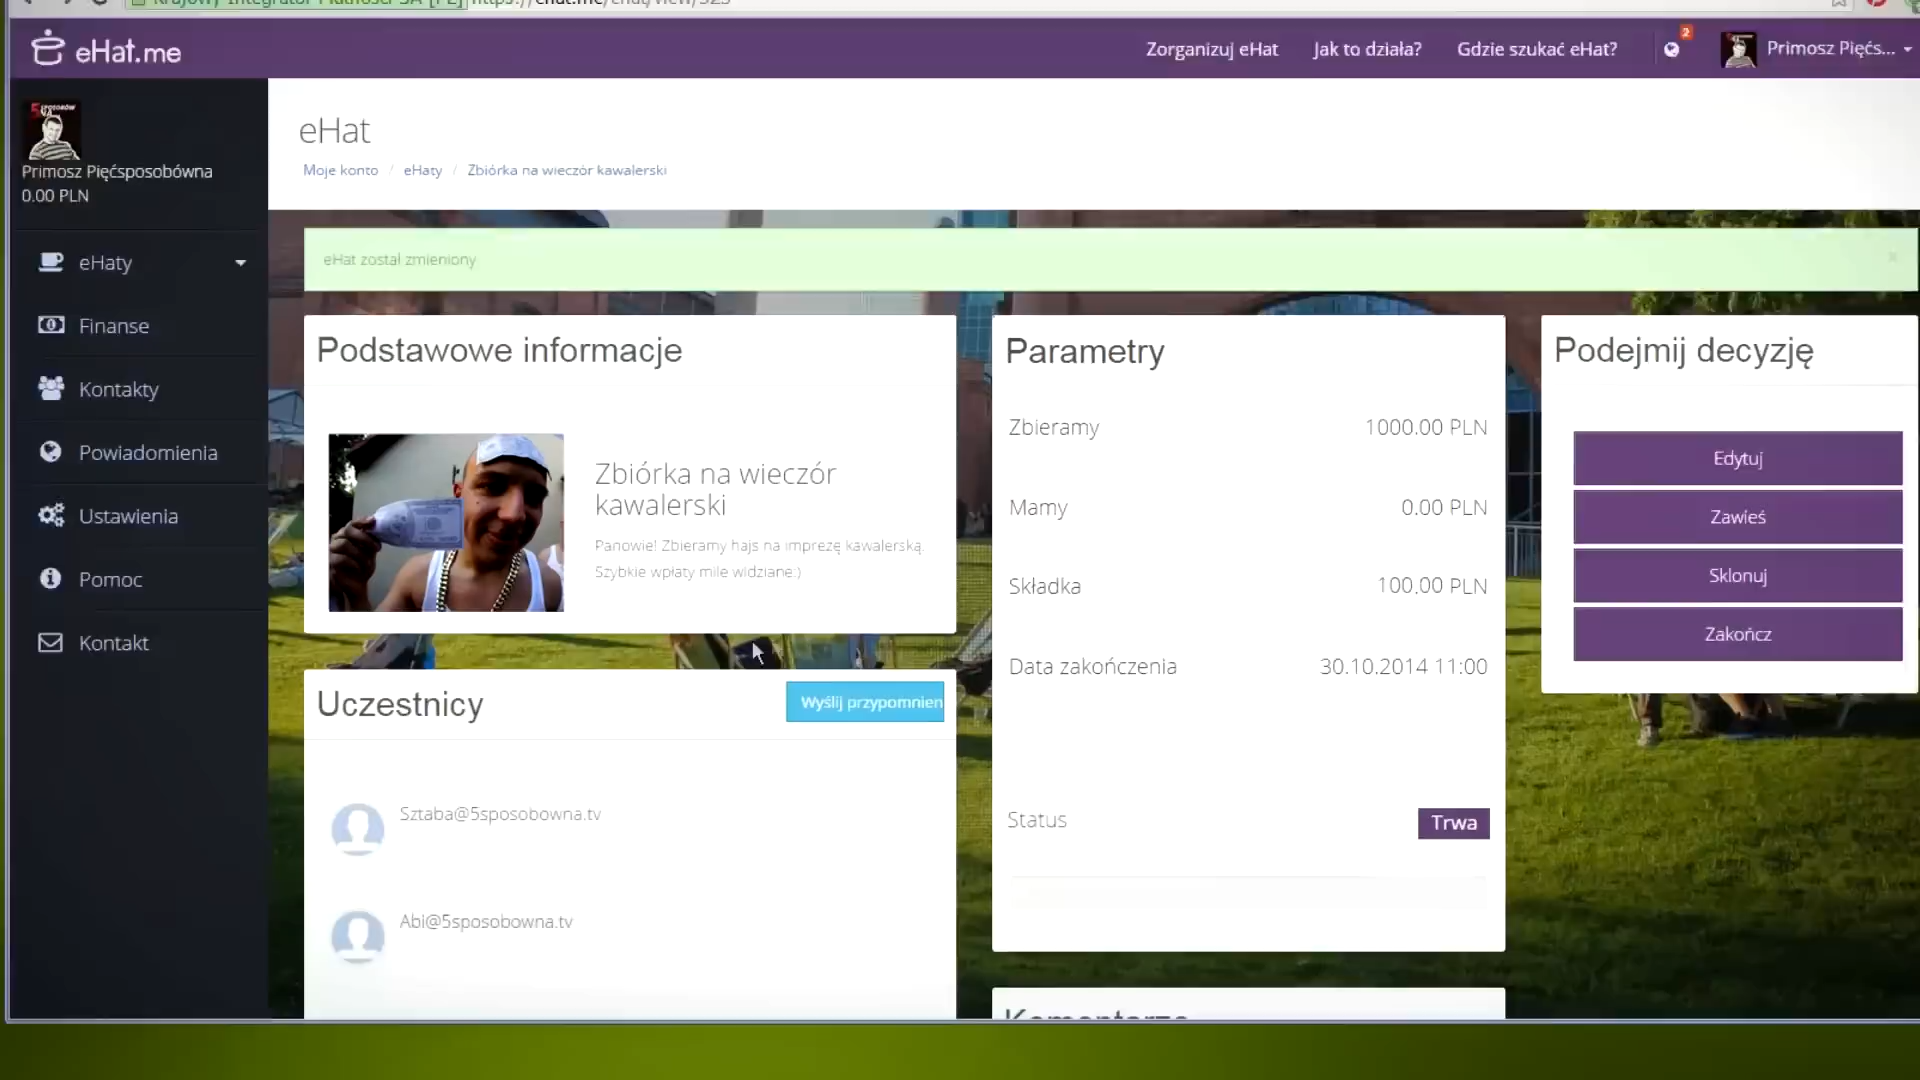 eHat.me
Zorganizuj eHat
Jak to działa?
Gdzie szukać eHat?
2
Primosz Pięćs...
Primosz Pięćsposobówna
0.00 PLN
eHaty
Finanse
Kontakty
Powiadomienia
Ustawienia
Pomoc
Kontakt
eHat
Moje konto / eHaty / Zbiórka na wieczór kawalerski
eHat został zmieniony
Podstawowe informacje
Zbiórka na wieczór
kawalerski
Panowie! Zbieramy hajs na imprezę kawalerską.
Szybkie wpłaty mile widziane:)
Uczestnicy
Wyślij przypomnien
Sztaba@5sposobowna.tv
Abi@5sposobowna.tv
Parametry
Zbieramy 1000.00 PLN
Mamy 0.00 PLN
Składka 100.00 PLN
Data zakończenia 30.10.2014 11:00
Status Trwa
Komentarze
Podejmij decyzję
Edytuj
Zawieś
Sklonuj
Zakończ